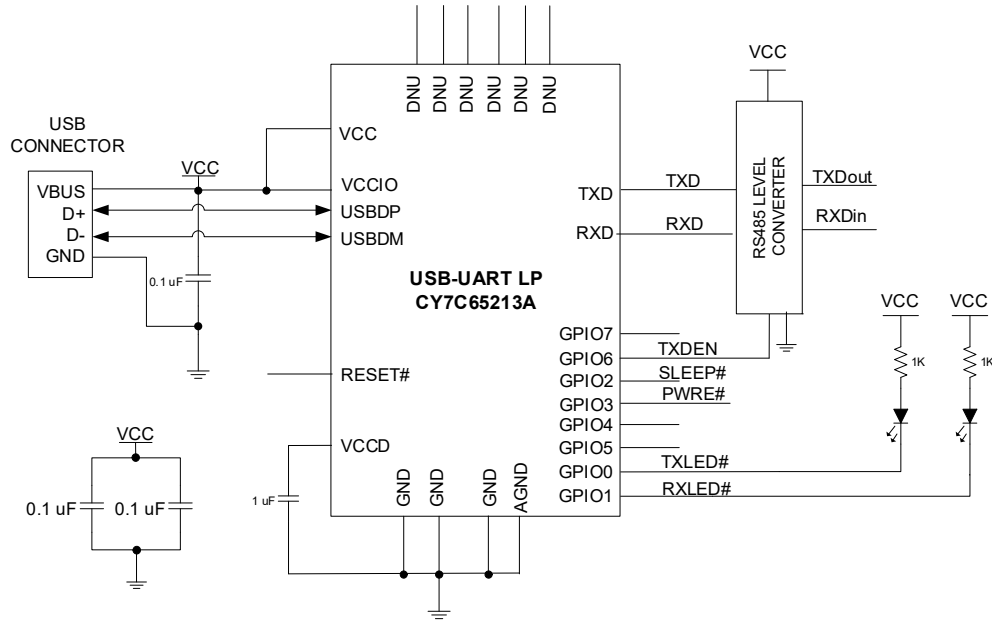 DNU
DNU
DNU
DNU
DNU
DNU
VCC
USB
CONNECTOR
VCC
VCC
VBUS
VCCIO
TXD
TXD
TXDout
D+
USBDP
D-
USBDM
RXD
RXD
RXDin
GND
RS485 LEVEL
CONVERTER
0.1 uF
USB-UART LP
CY7C65213A
VCC
VCC
GPIO7
GPIO6
TXDEN
1K
1K
RESET#
GPIO2
SLEEP#
GPIO3
PWRE#
GPIO4
VCC
VCCD
GPIO5
GPIO0
TXLED#
GPIO1
RXLED#
1 uF
GND
GND
GND
AGND
0.1 uF
0.1 uF